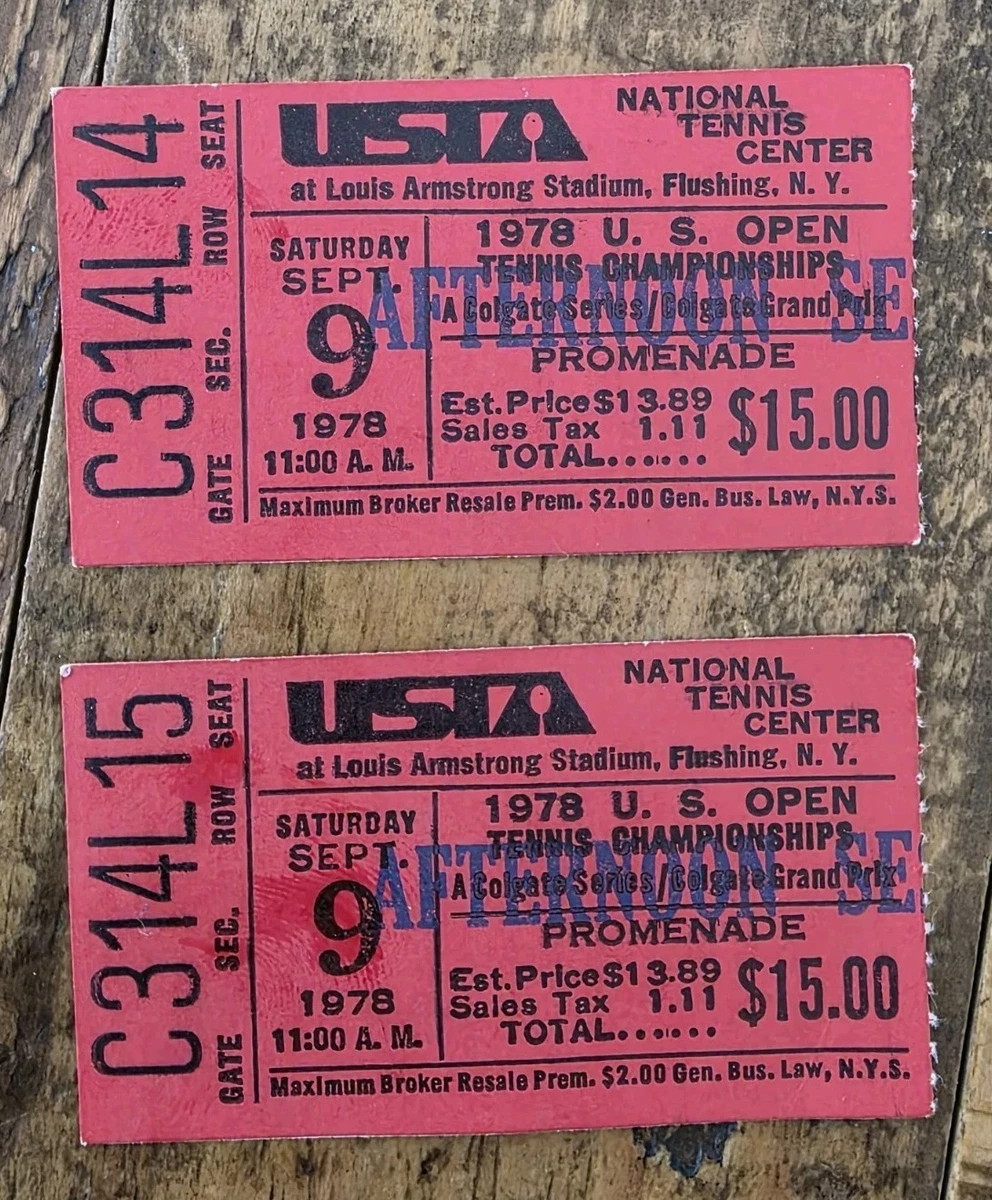 C314L14
GATE SEC. ROW SEAT
USTA
NATIONAL
TENNIS
CENTER
at Louis Armstrong Stadium, Flushing, N. Y.
SATURDAY
SEPT.
9
1978
11:00 A. M.
1978 U. S. OPEN
TENNIS CHAMPIONSHIPS
A Colgate Series/Colgate Grand Prix
AFTERNOON SE
PROMENADE
Est. Price $13.89
Sales Tax 1.11
TOTAL....... $15.00
Maximum Broker Resale Prem. $2.00 Gen. Bus. Law, N.Y.S.
C314L15
GATE SEC. ROW SEAT
USTA
NATIONAL
TENNIS
CENTER
at Louis Armstrong Stadium, Flushing, N. Y.
SATURDAY
SEPT.
9
1978
11:00 A. M.
1978 U. S. OPEN
TENNIS CHAMPIONSHIPS
A Colgate Series/Colgate Grand Prix
AFTERNOON SE
PROMENADE
Est. Price $13.89
Sales Tax 1.11
TOTAL....... $15.00
Maximum Broker Resale Prem. $2.00 Gen. Bus. Law, N.Y.S.